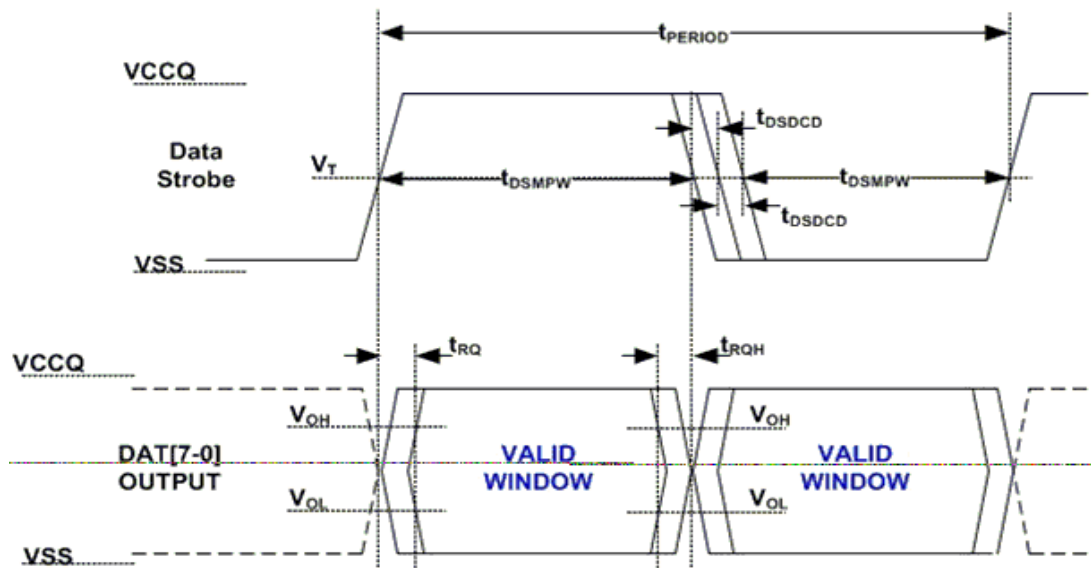 tPERIOD
VCCQ
tDSDCD
Data
Strobe
VT
tDSMPW
tDSMPW
tDSDCD
VSS
tRQ
tRQH
VCCQ
VOH
VOH
DAT[7-0]
OUTPUT
VALID
WINDOW
VALID
WINDOW
VOL
VOL
VSS